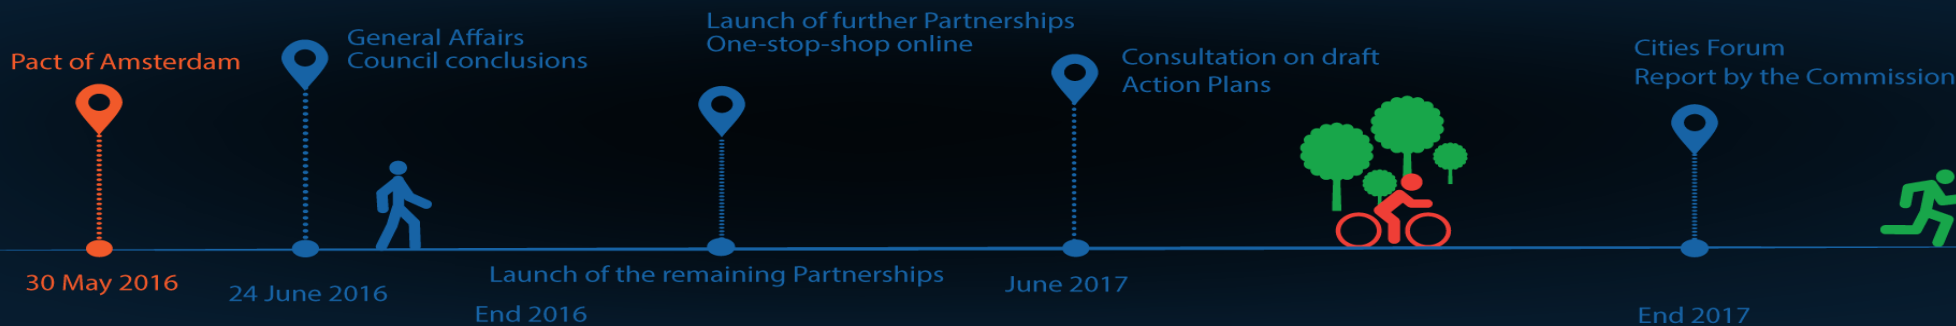 Pact of Amsterdam
30 May 2016
General Affairs
Council conclusions
24 June 2016
Launch of further Partnerships
One-stop-shop online
Launch of the remaining Partnerships
End 2016
Consultation on draft
Action Plans
June 2017
Cities Forum
Report by the Commission
End 2017